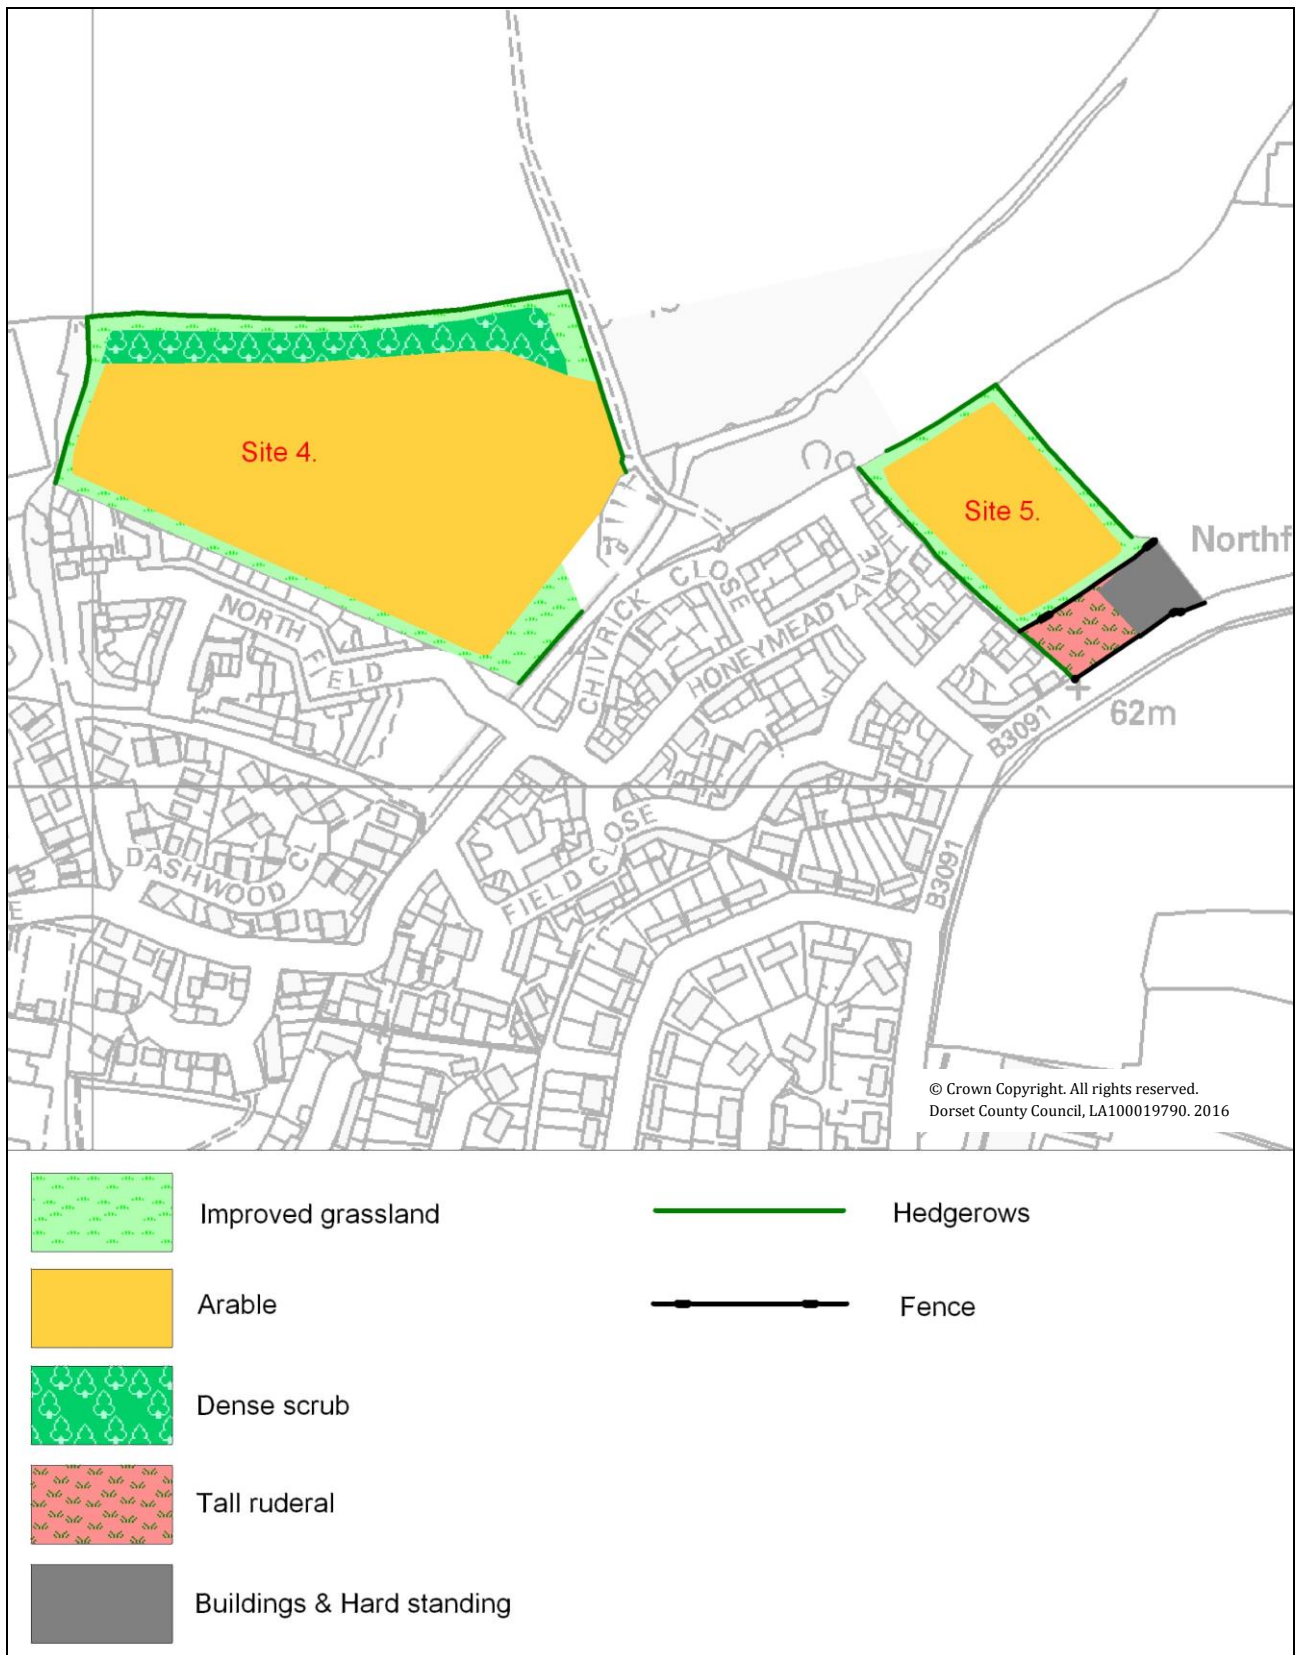 Site 4.
Site 5.
Northf
NORTH
FIELD
CHIVRICK
CLOSE
HONEYMEAD LANE
B3091
62m
B3091
FIELD CLOSE
DASHWOOD
CL
E
© Crown Copyright. All rights reserved.
Dorset County Council, LA100019790. 2016
Improved grassland
Hedgerows
Arable
Fence
Dense scrub
Tall ruderal
Buildings & Hard standing